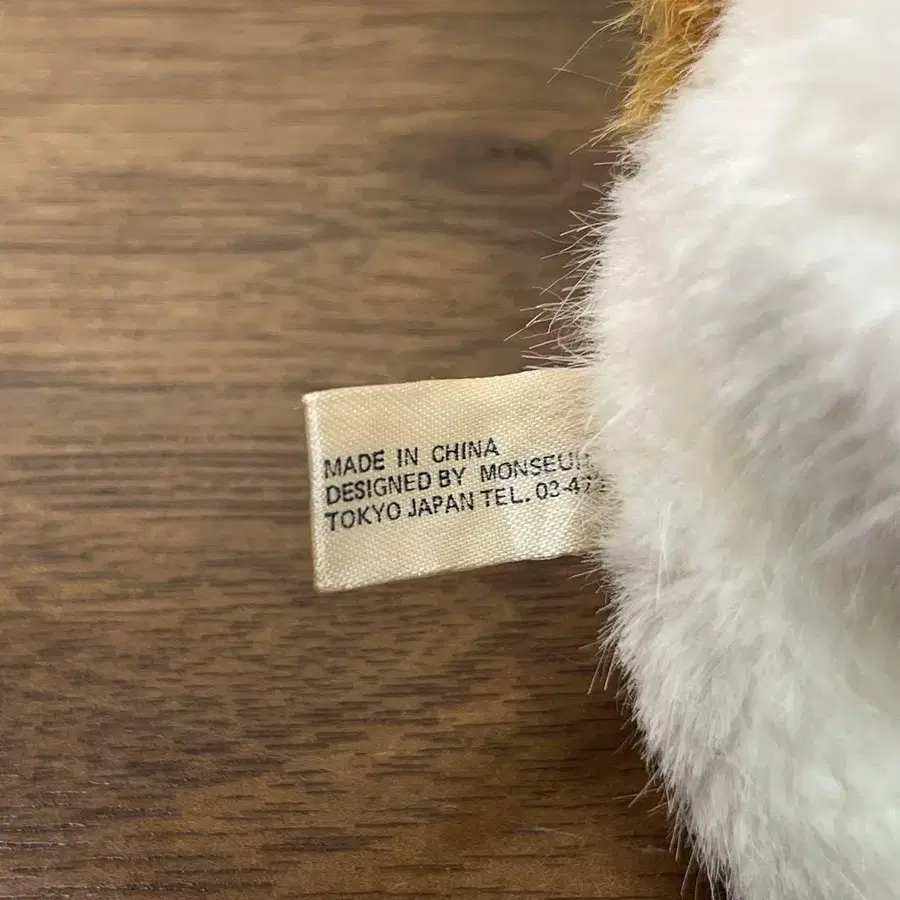 MADE IN CHINA
DESIGNED BY MONSEU
TOKYO JAPAN TEL. 03-4